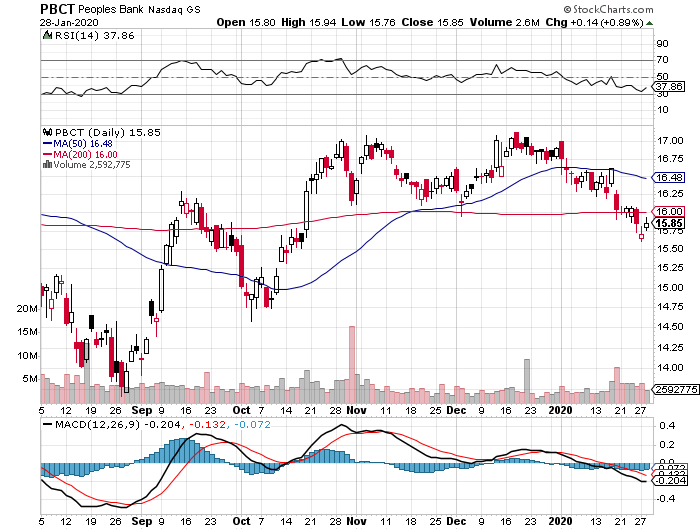 PBCT Peoples Bank Nasdaq GS © StockCharts.com
28-Jan-2020 Open 15.80 High 15.94 Low 15.76 Close 15.85 Volume 2.6M Chg +0.14 (+0.89%)
RSI(14) 37.86
90
70
50
37.86
30
10
PBCT (Daily) 15.85
MA(50) 16.48
MA(200) 16.00
Volume 2,592,775
17.00
16.75
16.48
16.25
16.00
15.85
15.75
15.50
15.25
15.00
14.75
14.50
14.25
14.00
20M
15M
10M
5M
2592775
5 12 19 26 Sep 9 16 23 Oct 7 14 21 28 Nov 11 18 25 Dec 9 16 23 2020 13 21 27
MACD(12,26,9) -0.204, -0.132, -0.072
0.4
0.2
0.0
-0.072
-0.204
-0.4
5 12 19 26 Sep 9 16 23 Oct 7 14 21 28 Nov 11 18 25 Dec 9 16 23 2020 13 21 27